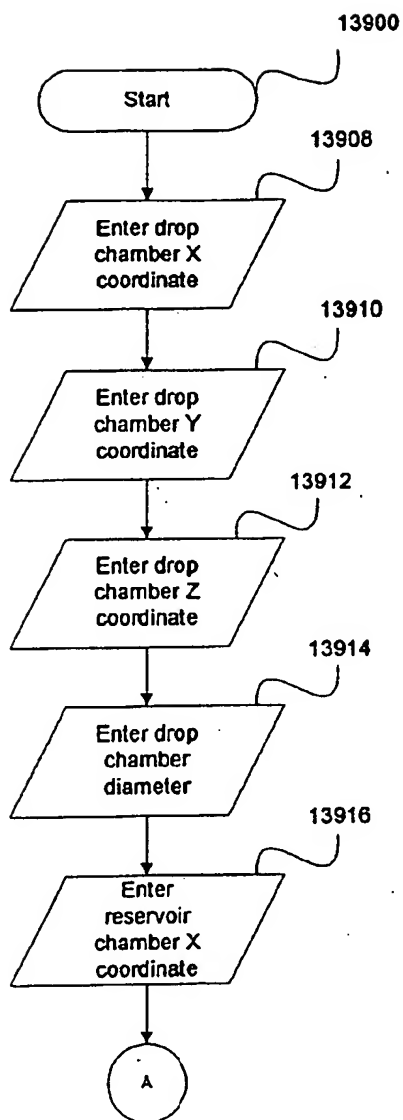 13900
Start
13908
Enter drop
chamber X
coordinate
13910
Enter drop
chamber Y
coordinate
13912
Enter drop
chamber Z
coordinate
13914
Enter drop
chamber
diameter
13916
Enter
reservoir
chamber X
coordinate
A